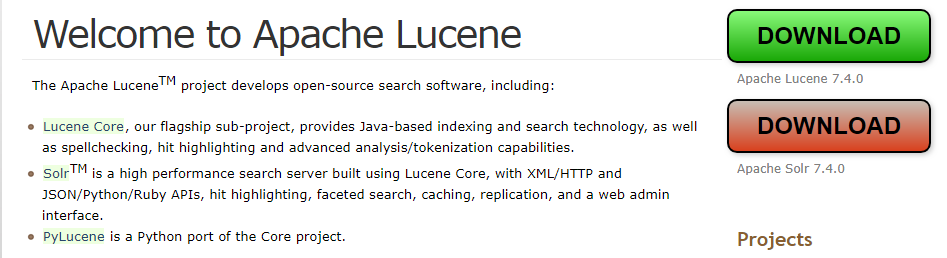 Welcome to Apache Lucene
The Apache Lucene™ project develops open-source search software, including:
Lucene Core, our flagship sub-project, provides Java-based indexing and search technology, as well
as spellchecking, hit highlighting and advanced analysis/tokenization capabilities.
Solr™ is a high performance search server built using Lucene Core, with XML/HTTP and
JSON/Python/Ruby APIs, hit highlighting, faceted search, caching, replication, and a web admin
interface.
PyLucene is a Python port of the Core project.
DOWNLOAD
Apache Lucene 7.4.0
DOWNLOAD
Apache Solr 7.4.0
Projects